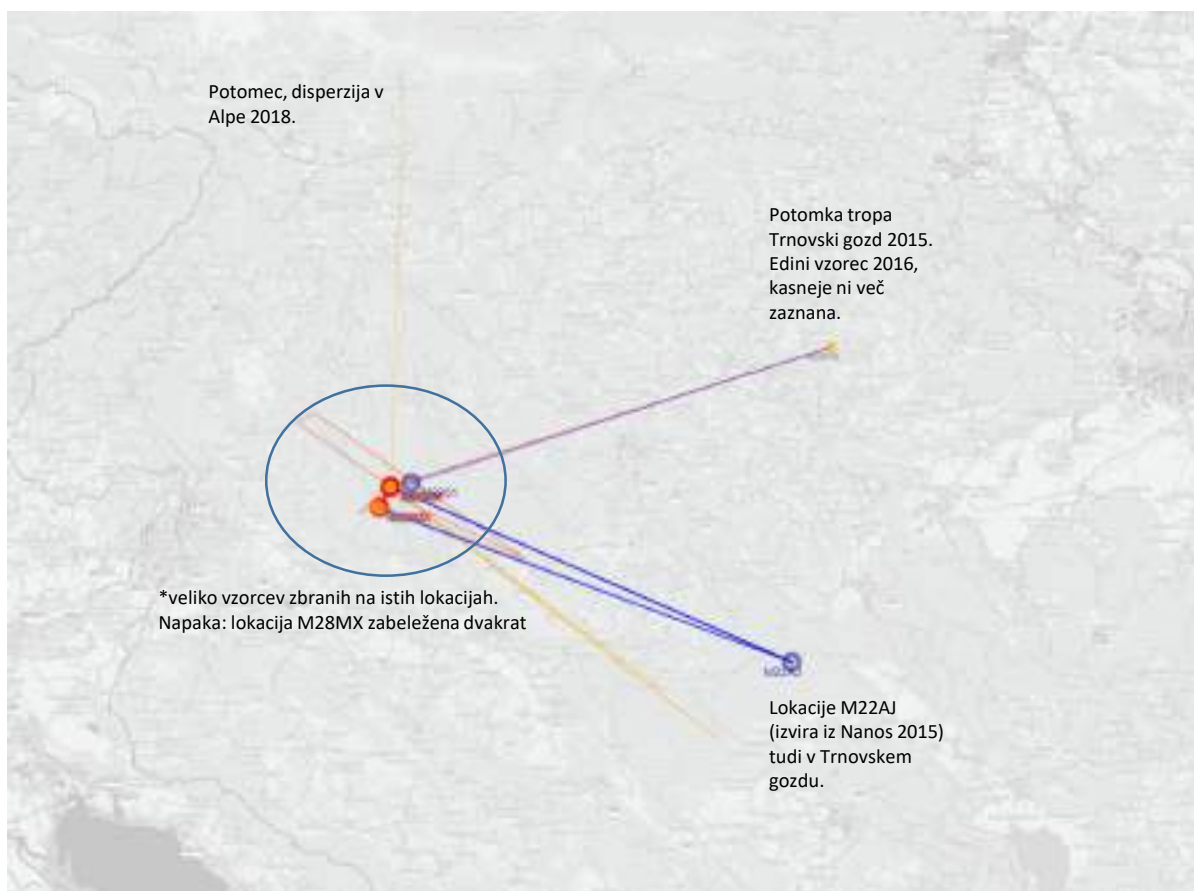 Potomec, disperzija v
Alpe 2018.
Potomka tropa
Trnovski gozd 2015.
Edini vzorec 2016,
kasneje ni več
zaznana.
*veliko vzorcev zbranih na istih lokacijah.
Napaka: lokacija M28MX zabeležena dvakrat
Lokacije M22AJ
(izvira iz Nanos 2015)
tudi v Trnovskem
gozdu.